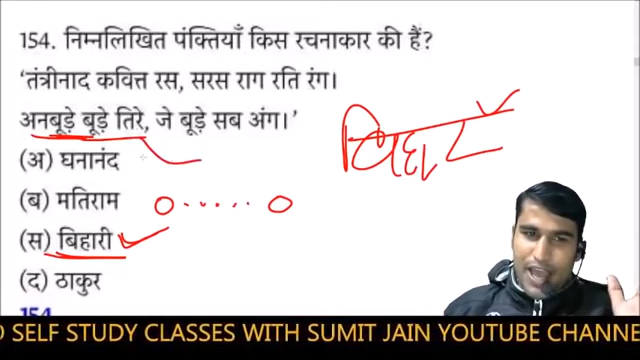 154. निम्नलिखित पंक्तियाँ किस रचनाकार की हैं?
'तंत्रीनाद कवित्त रस, सरस राग रति रंग।
अनबूड़े बूड़े तिरे, जे बूड़े सब अंग।'
(अ) घनानंद
(ब) मतिराम
(स) बिहारी
(द) ठाकुर
154
SELF STUDY CLASSES WITH SUMIT JAIN YOUTUBE CHANNE